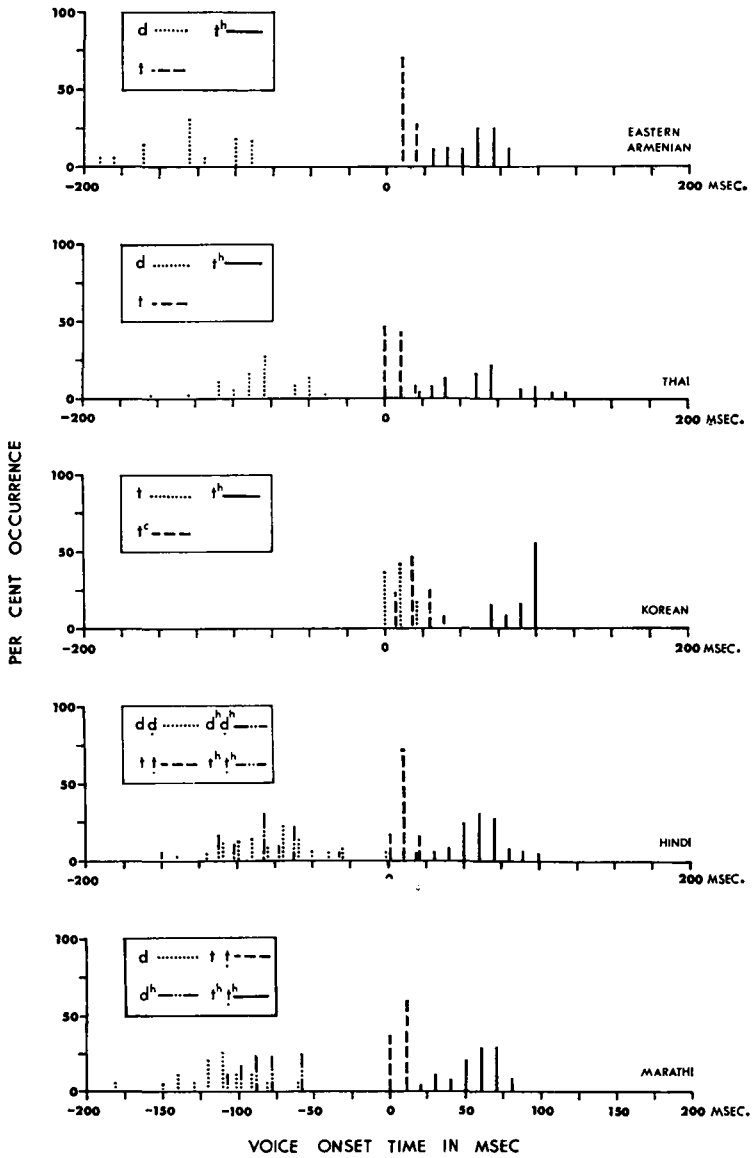 100
d ........ tʰ ———
t – – –
50
EASTERN
ARMENIAN
0
-200 0 200 MSEC.
100
d ........ tʰ ———
t – – –
50
THAI
0
-200 0 200 MSEC.
PER CENT OCCURRENCE
100
t ........ tʰ ———
tᶜ – – –
50
KOREAN
0
-200 0 200 MSEC.
100
d ḍ ........ dʰ ḍʰ —··—
t ṭ – – – tʰ ṭʰ —··—
50
HINDI
0
-200 0 200 MSEC.
100
d ........ t ṭ – – –
dʰ —··— tʰ ṭʰ ———
50
MARATHI
0
-200 -150 -100 -50 0 50 100 200 MSEC.
VOICE ONSET TIME IN MSEC